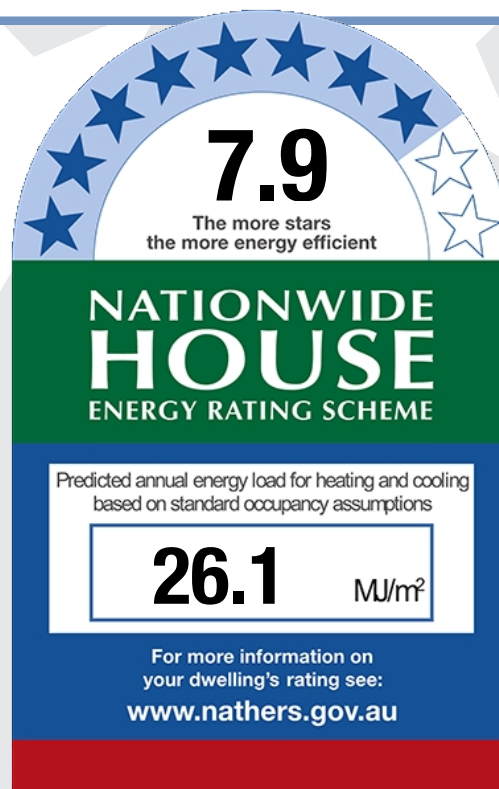 7.9
The more stars
the more energy efficient
NATIONWIDE
HOUSE
ENERGY RATING SCHEME
Predicted annual energy load for heating and cooling
based on standard occupancy assumptions
26.1 MJ/m²
For more information on
your dwelling's rating see:
www.nathers.gov.au